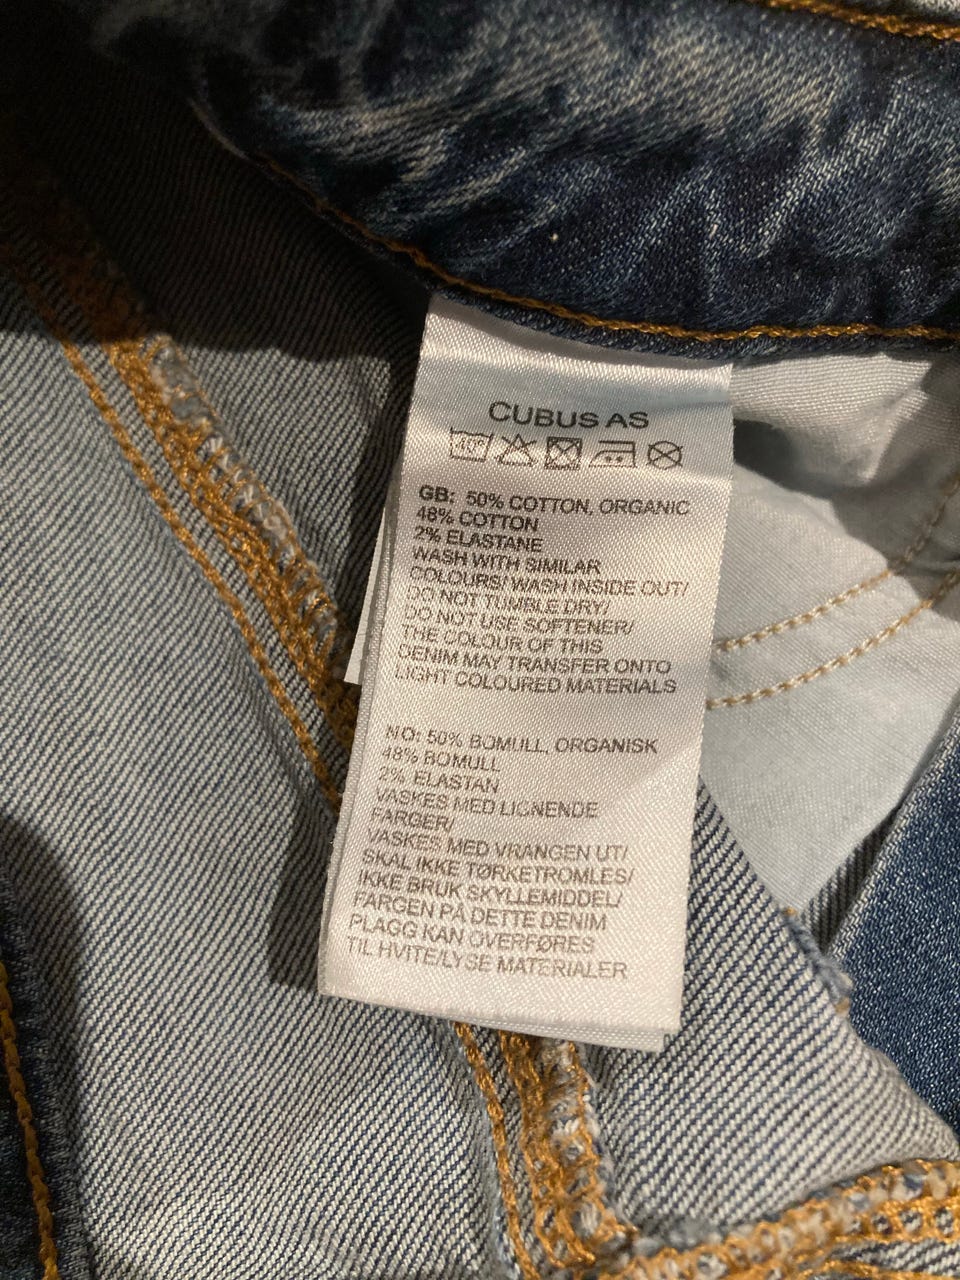 CUBUS AS
GB: 50% COTTON, ORGANIC
48% COTTON
2% ELASTANE
WASH WITH SIMILAR
COLOURS/ WASH INSIDE OUT/
DO NOT TUMBLE DRY/
DO NOT USE SOFTENER/
THE COLOUR OF THIS
DENIM MAY TRANSFER ONTO
LIGHT COLOURED MATERIALS
NO: 50% BOMULL, ORGANISK
48% BOMULL
2% ELASTAN
VASKES MED LIGNENDE
FARGER/
VASKES MED VRANGEN UT/
SKAL IKKE TØRKETROMLES/
IKKE BRUK SKYLLEMIDDEL/
FARGEN PÅ DETTE DENIM
PLAGG KAN OVERFØRES
TIL HVITE/LYSE MATERIALER